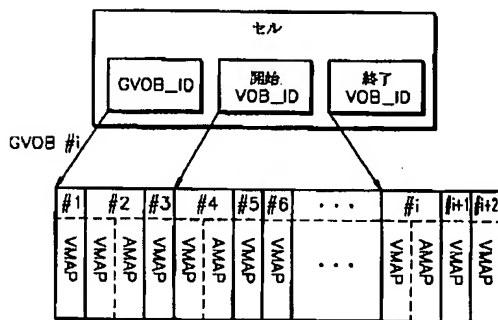 セル
GVOB_ID
開始
VOB_ID
終了
VOB_ID
GVOB #i
#1 #2 #3 #4 #5 #6 ・・・ #i #i+1 #i+2
VMAP VMAP AMAP VMAP VMAP AMAP VMAP VMAP ・・・ VMAP AMAP VMAP VMAP